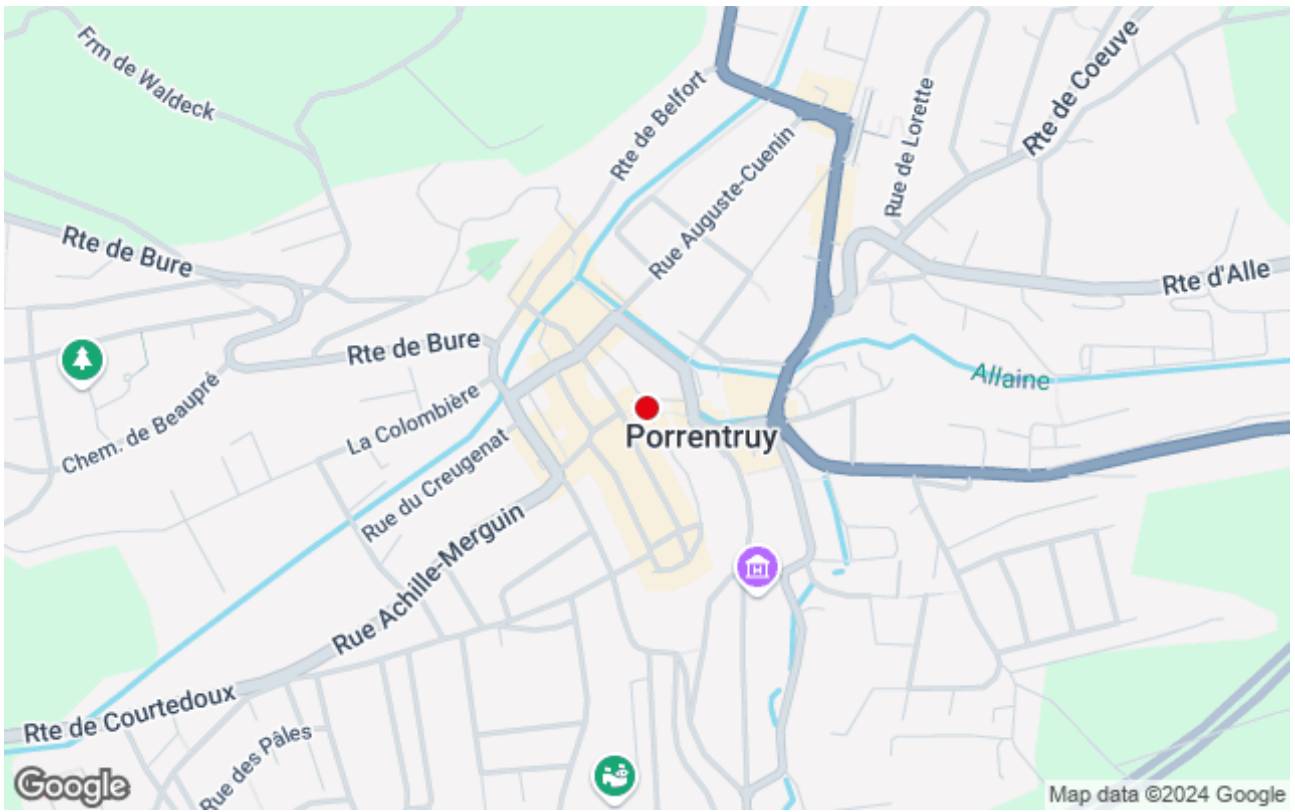 Frm de Waldeck
Rte de Belfort
Rue Auguste-Cuenin
Rue de Lorette
Rte de Coeuve
Rte de Bure
Rte d'Alle
Rte de Bure
Allaine
Chem. de Beaupré
La Colombière
Porrentruy
Rue du Creugenat
Rue Achille-Merguin
Rte de Courtedoux
Rue des Pâles
Google
Map data ©2024 Google